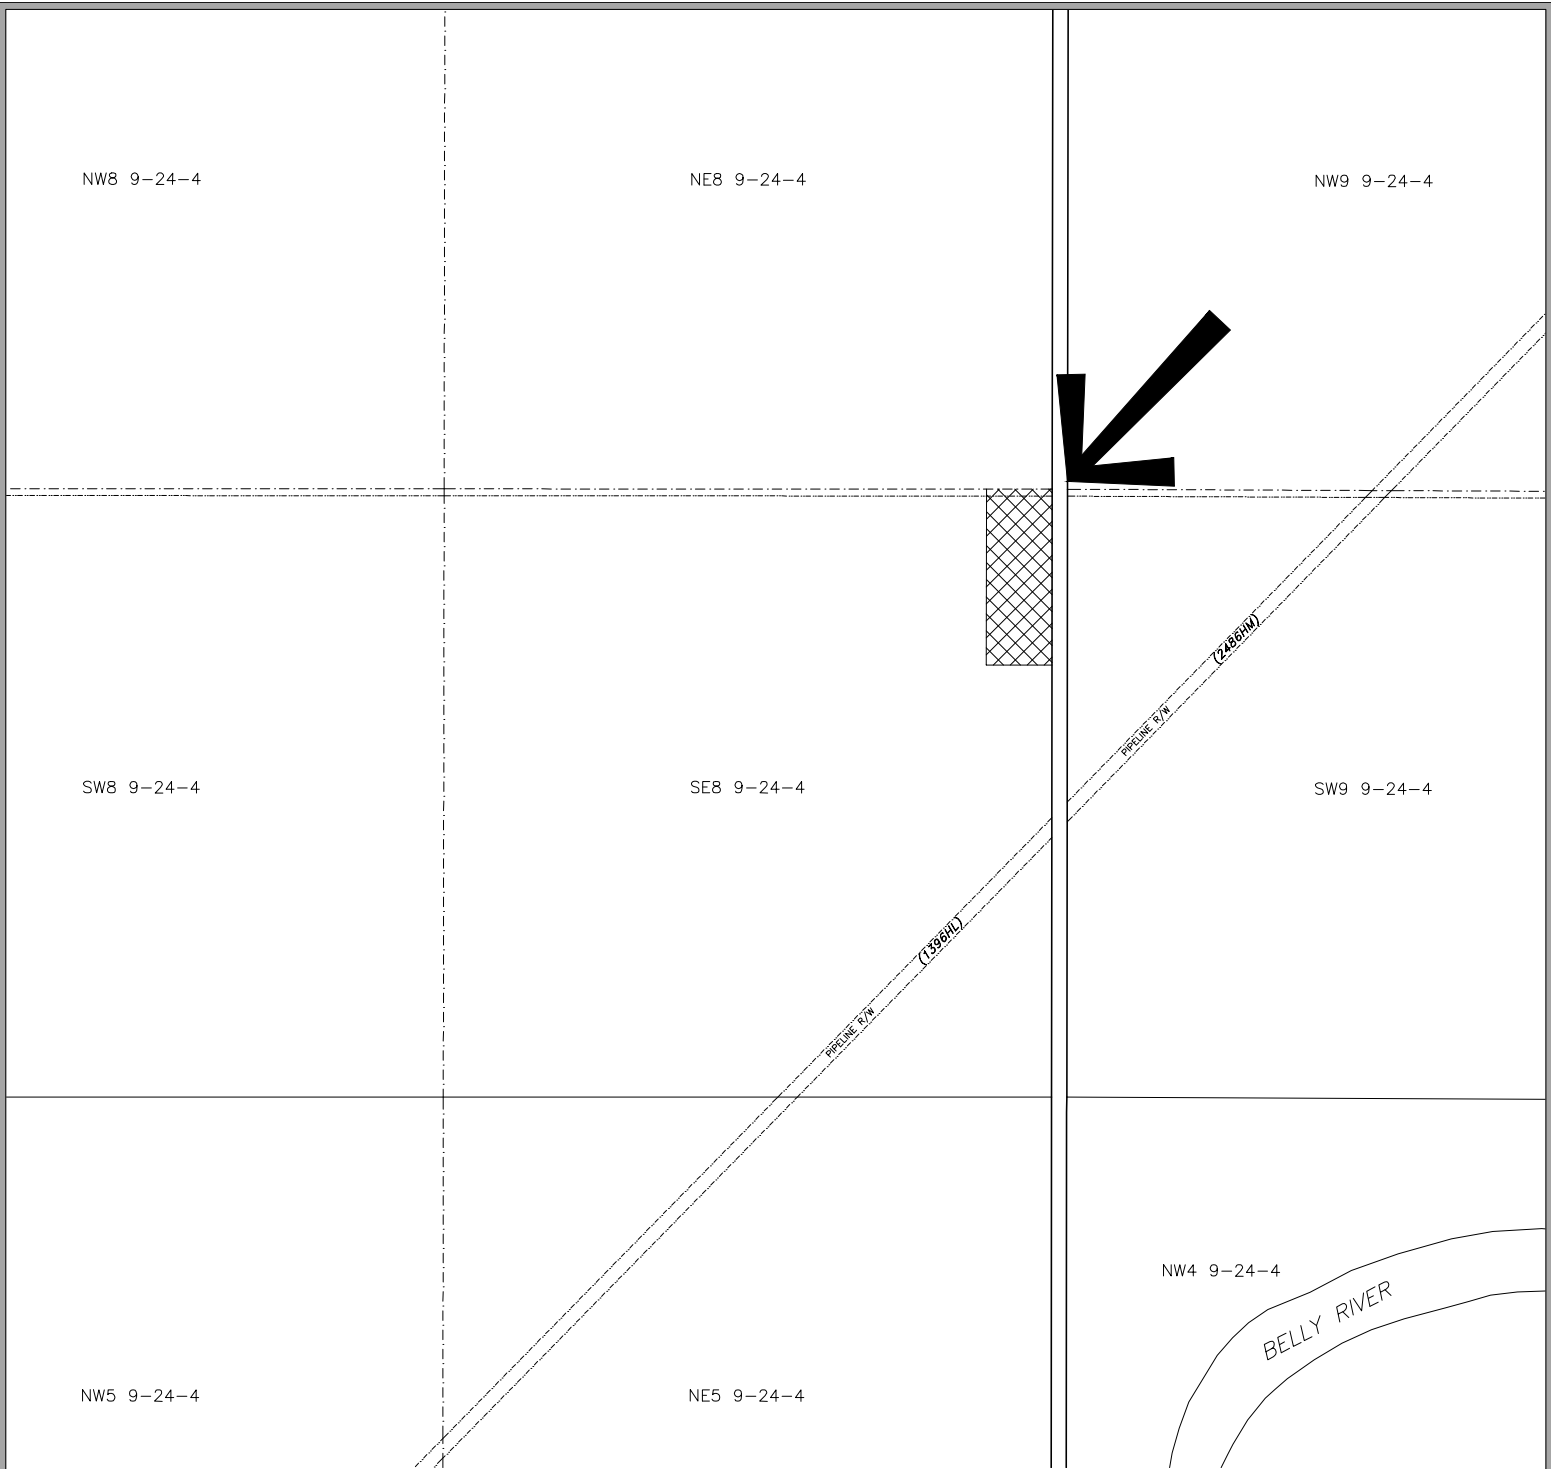 NW8 9-24-4
NE8 9-24-4
NW9 9-24-4
(2486HM)
PIPELINE R/W
SW8 9-24-4
SE8 9-24-4
SW9 9-24-4
(1396HL)
PIPELINE R/W
NW4 9-24-4
BELLY RIVER
NW5 9-24-4
NE5 9-24-4